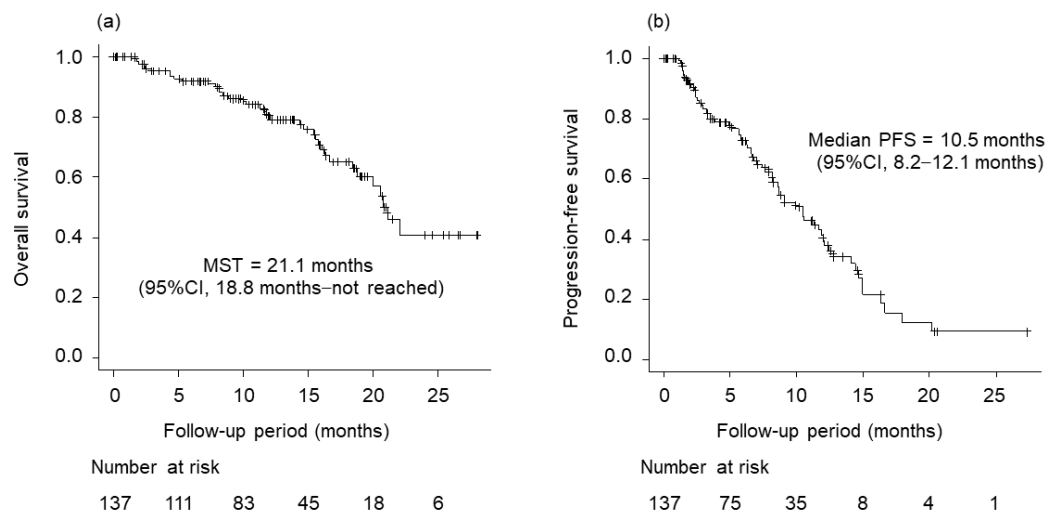 (a)
1.0
0.8
0.6
0.4
0.2
0.0
Overall survival
MST = 21.1 months
(95%CI, 18.8 months–not reached)
0 5 10 15 20 25
Follow-up period (months)
Number at risk
137 111 83 45 18 6
(b)
1.0
0.8
0.6
0.4
0.2
0.0
Progression-free survival
Median PFS = 10.5 months
(95%CI, 8.2–12.1 months)
0 5 10 15 20 25
Follow-up period (months)
Number at risk
137 75 35 8 4 1